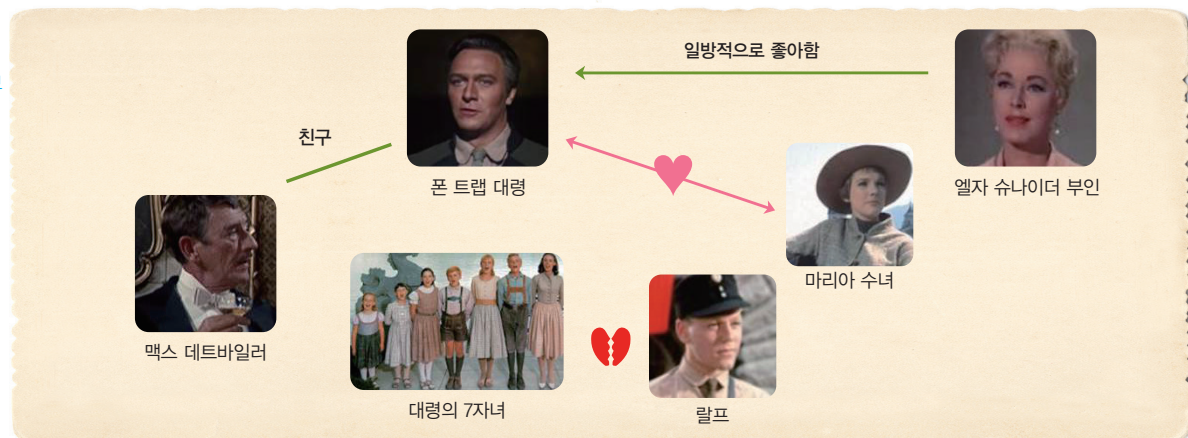 일방적으로 좋아함
친구
폰 트랩 대령
엘자 슈나이더 부인
마리아 수녀
맥스 데트바일러
대령의 7자녀
랄프